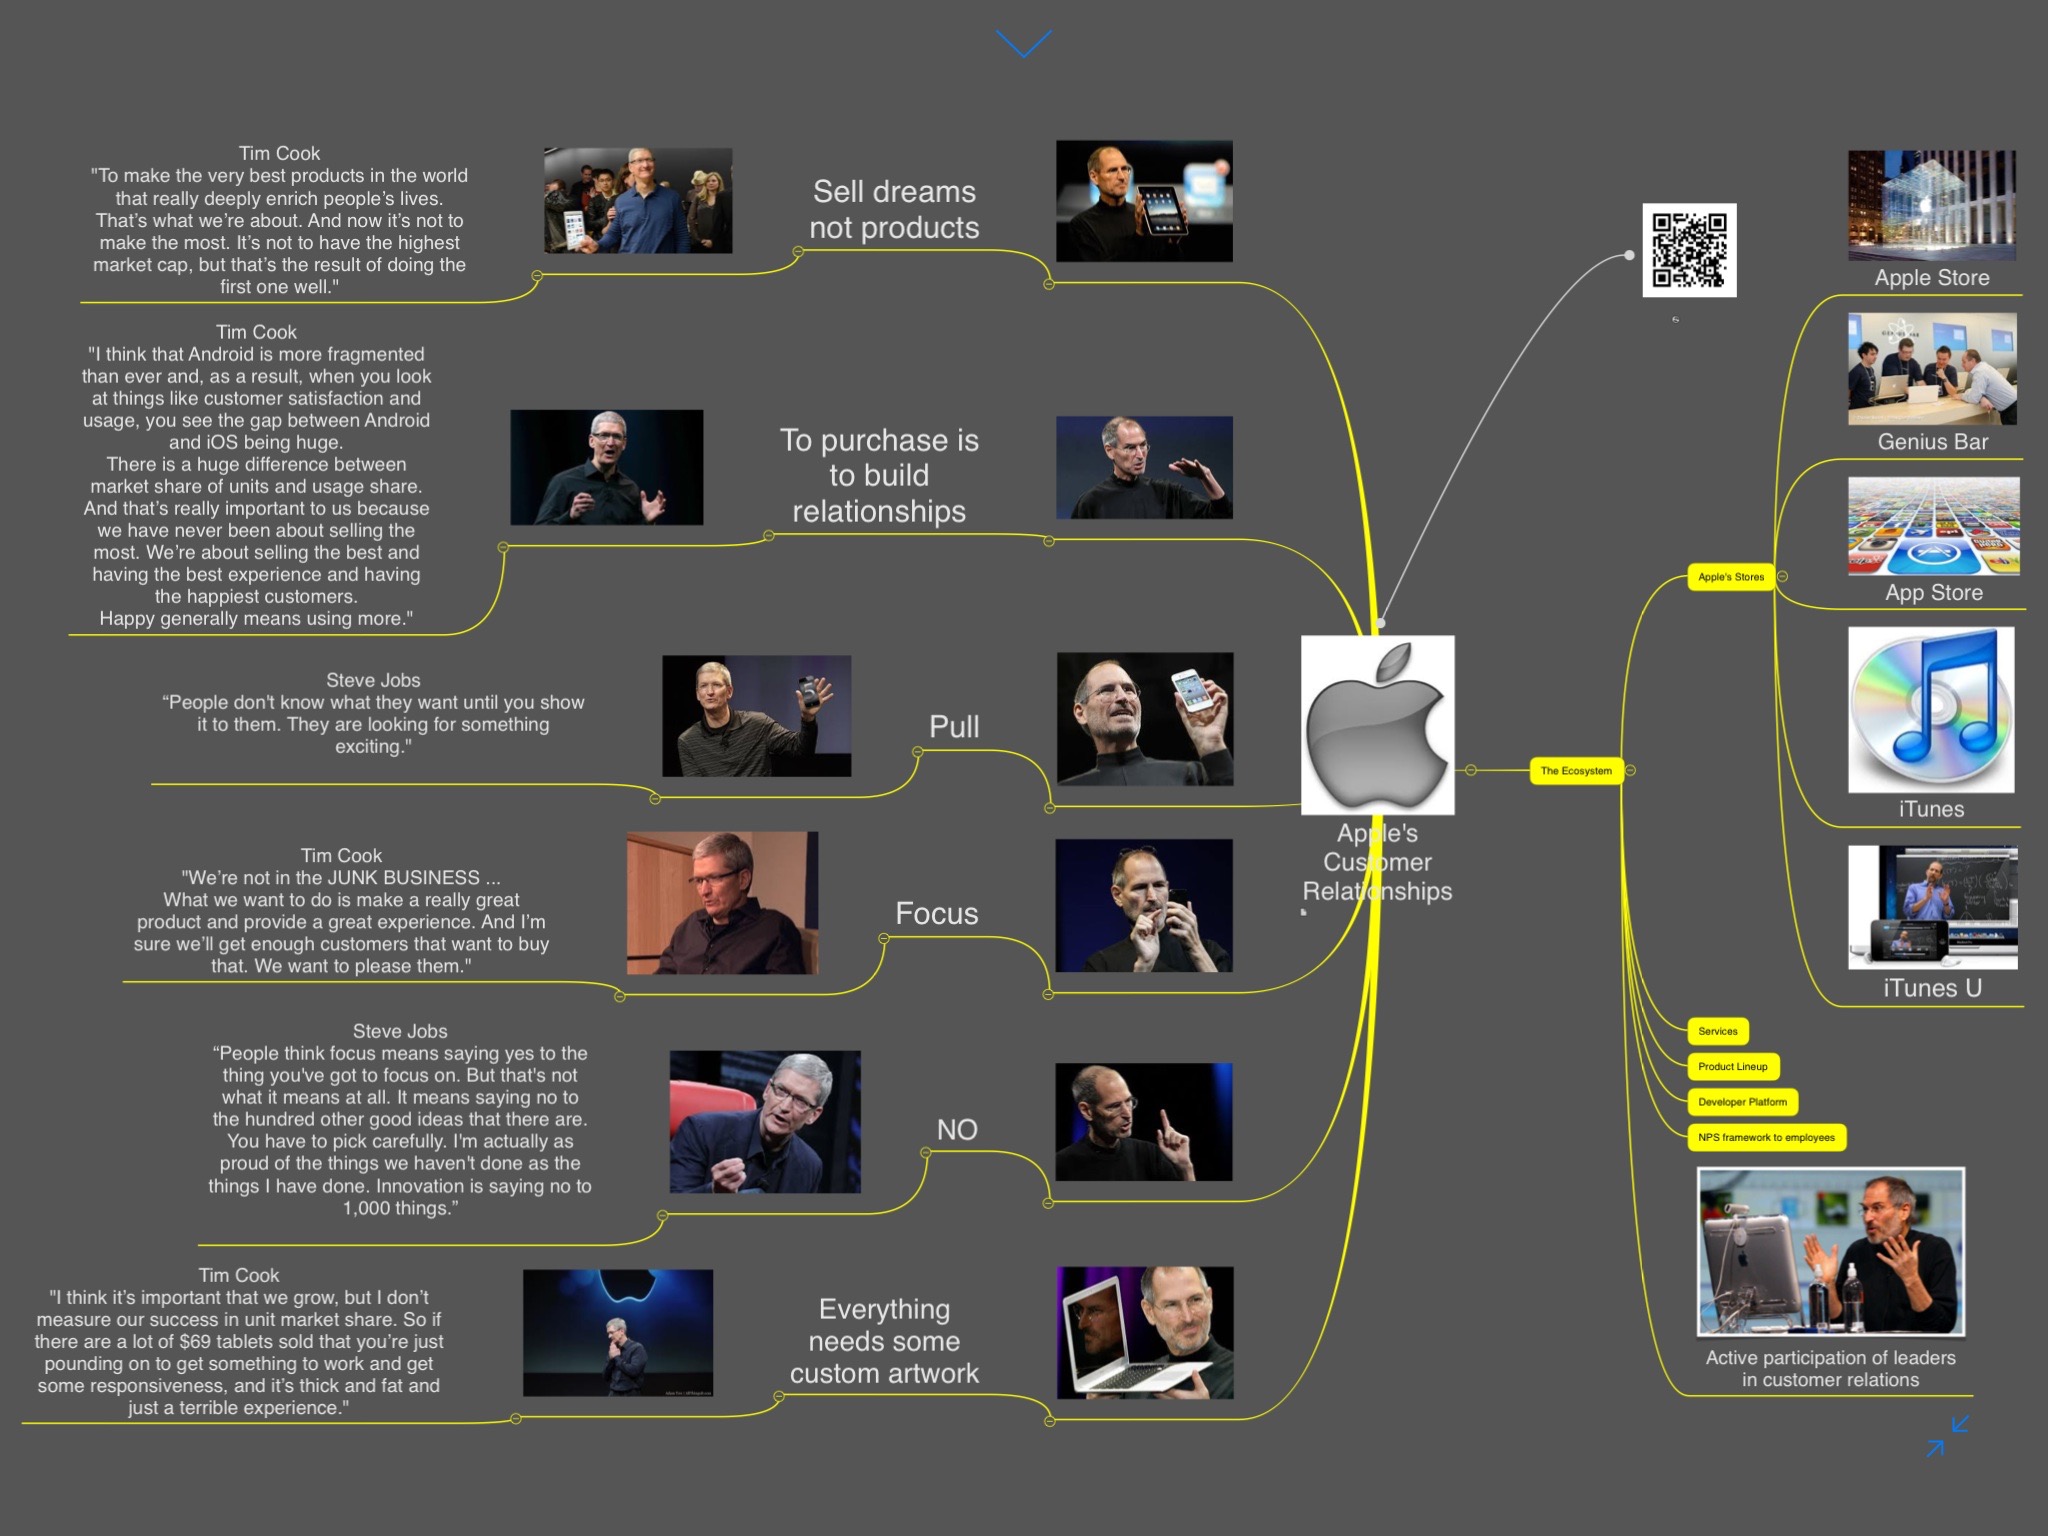 Tim Cook
"To make the very best products in the world
that really deeply enrich people's lives.
That's what we're about. And now it's not to
make the most. It's not to have the highest
market cap, but that's the result of doing the
first one well."
Sell dreams
not products
Tim Cook
"I think that Android is more fragmented
than ever and, as a result, when you look
at things like customer satisfaction and
usage, you see the gap between Android
and iOS being huge.
There is a huge difference between
market share of units and usage share.
And that's really important to us because
we have never been about selling the
most. We're about selling the best and
having the best experience and having
the happiest customers.
Happy generally means using more."
To purchase is
to build
relationships
Steve Jobs
“People don't know what they want until you show
it to them. They are looking for something
exciting."
Pull
Tim Cook
"We're not in the JUNK BUSINESS ...
What we want to do is make a really great
product and provide a great experience. And I'm
sure we'll get enough customers that want to buy
that. We want to please them."
Focus
Steve Jobs
“People think focus means saying yes to the
thing you've got to focus on. But that's not
what it means at all. It means saying no to
the hundred other good ideas that there are.
You have to pick carefully. I'm actually as
proud of the things we haven't done as the
things I have done. Innovation is saying no to
1,000 things.”
NO
Tim Cook
"I think it's important that we grow, but I don't
measure our success in unit market share. So if
there are a lot of $69 tablets sold that you're just
pounding on to get something to work and get
some responsiveness, and it's thick and fat and
just a terrible experience."
Everything
needs some
custom artwork
Apple's
Customer
Relationships
The Ecosystem
Apple's Stores
Apple Store
Genius Bar
App Store
iTunes
iTunes U
Services
Product Lineup
Developer Platform
NPS framework to employees
Active participation of leaders
in customer relations